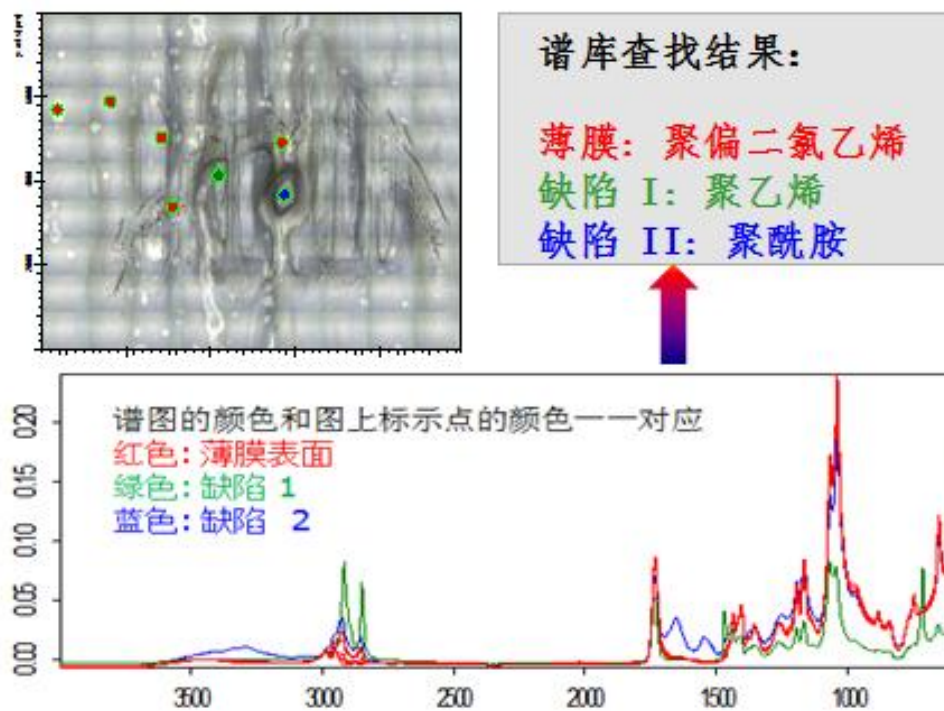 谱库查找结果:
薄膜: 聚偏二氯乙烯
缺陷 I: 聚乙烯
缺陷 II: 聚酰胺
谱图的颜色和图上标示点的颜色一一对应
红色: 薄膜表面
绿色: 缺陷 1
蓝色: 缺陷 2
0.20
0.15
0.10
0.05
0.00
3500 3000 2500 2000 1500 1000